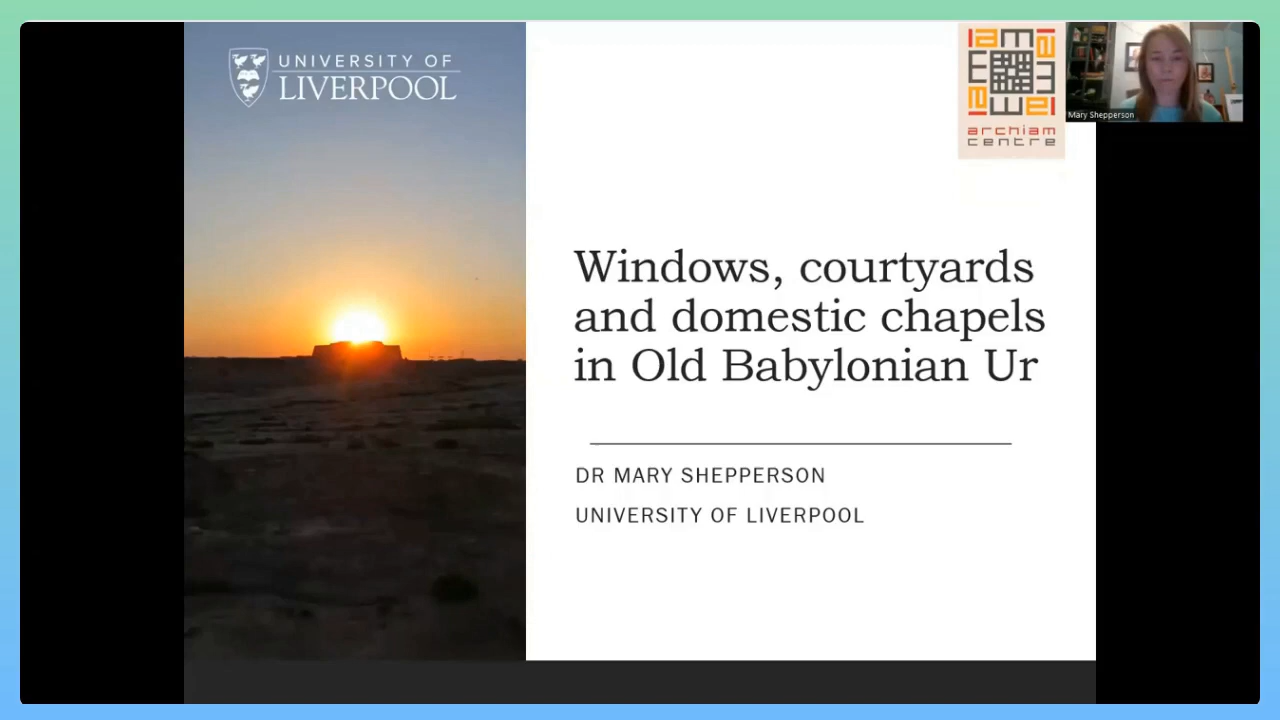 UNIVERSITY OF
LIVERPOOL
archiam
centre
Mary Shepperson
Windows, courtyards
and domestic chapels
in Old Babylonian Ur
DR MARY SHEPPERSON
UNIVERSITY OF LIVERPOOL